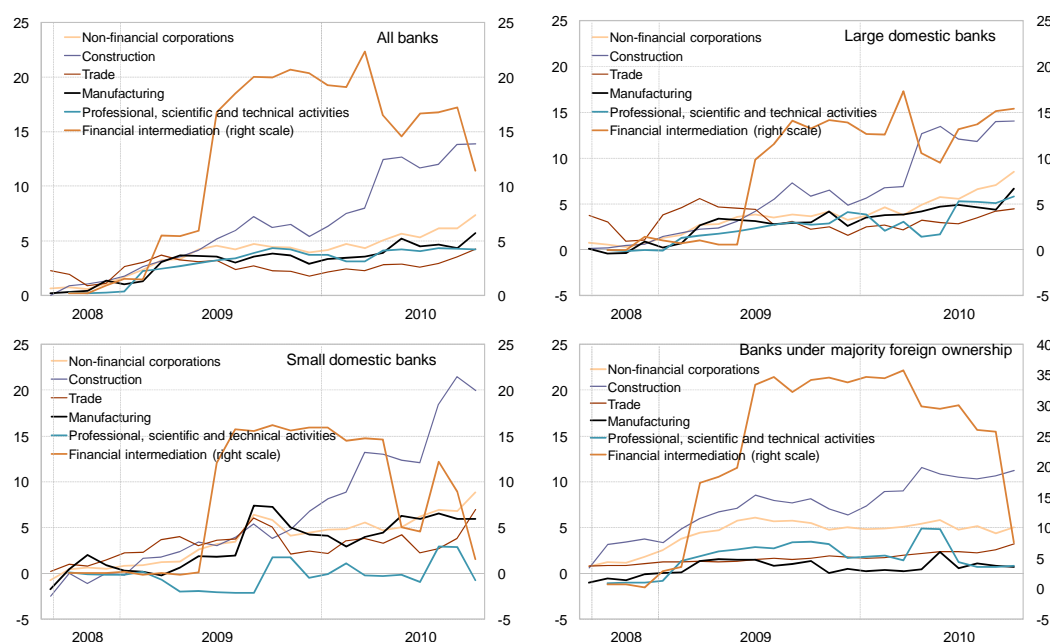 25 25
Non-financial corporations All banks
Construction
20 Trade 20
Manufacturing
Professional, scientific and technical activities
15 Financial intermediation (right scale) 15
10 10
5 5
0 0
2008 2009 2010
25 25
Non-financial corporations Large domestic banks
Construction
20 Trade 20
Manufacturing
15 Professional, scientific and technical activities 15
Financial intermediation (right scale)
10 10
5 5
0 0
-5 -5
2008 2009 2010
25 25
Non-financial corporations Small domestic banks
20 Construction 20
Trade
Manufacturing
15 Professional, scientific and technical activities 15
Financial intermediation (right scale)
10 10
5 5
0 0
-5 -5
2008 2009 2010
25 40
Banks under majority foreign ownership
Non-financial corporations 35
20 Construction
Trade 30
Manufacturing
15 Professional, scientific and technical activities 25
Financial intermediation (right scale)
20
10
15
5 10
5
0
0
-5 -5
2008 2009 2010